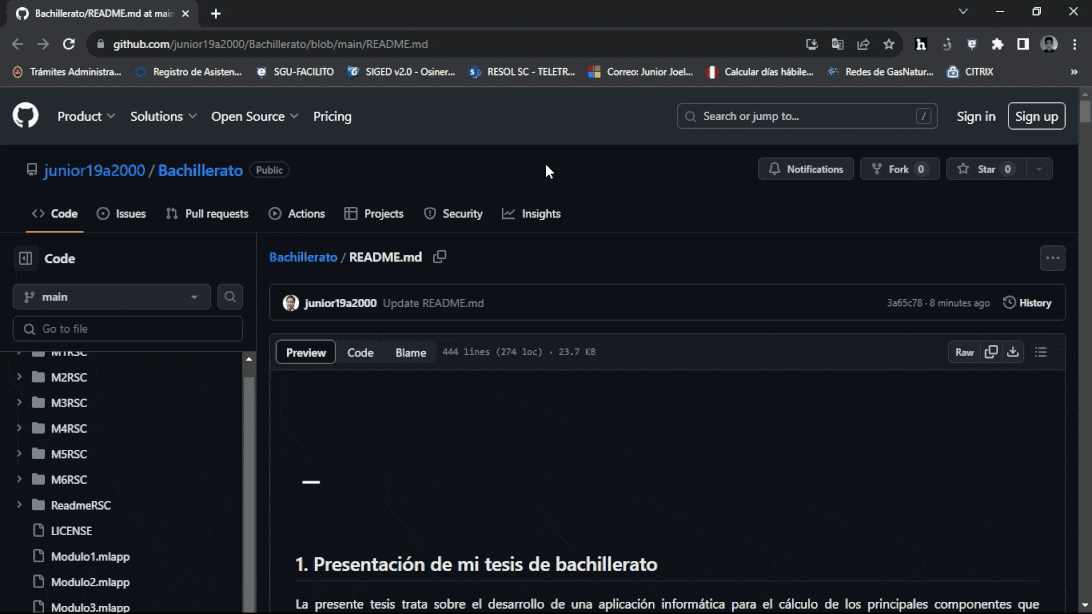 Bachillerato/README.md at main
github.com/junior19a2000/Bachillerato/blob/main/README.md
Trámites Administra... Registro de Asisten... SGU-FACILITO SIGED v2.0 - Osiner... RESOL SC - TELETR... Correo: Junior Joel... Calcular días hábile... Redes de GasNatur... CITRIX »
Product Solutions Open Source Pricing Search or jump to... / Sign in Sign up
junior19a2000 / Bachillerato Public Notifications Fork 0 Star 0
Code Issues Pull requests Actions Projects Security Insights
Code
Bachillerato / README.md
main
junior19a2000 Update README.md 3a65c78 · 8 minutes ago History
Go to file
Preview Code Blame 444 lines (274 loc) · 23.7 KB Raw
M1RSC
M2RSC
M3RSC
M4RSC
M5RSC
M6RSC
ReadmeRSC
LICENSE
Modulo1.mlapp
Modulo2.mlapp
Modulo3.mlapp
1. Presentación de mi tesis de bachillerato
La presente tesis trata sobre el desarrollo de una aplicación informática para el cálculo de los principales componentes que